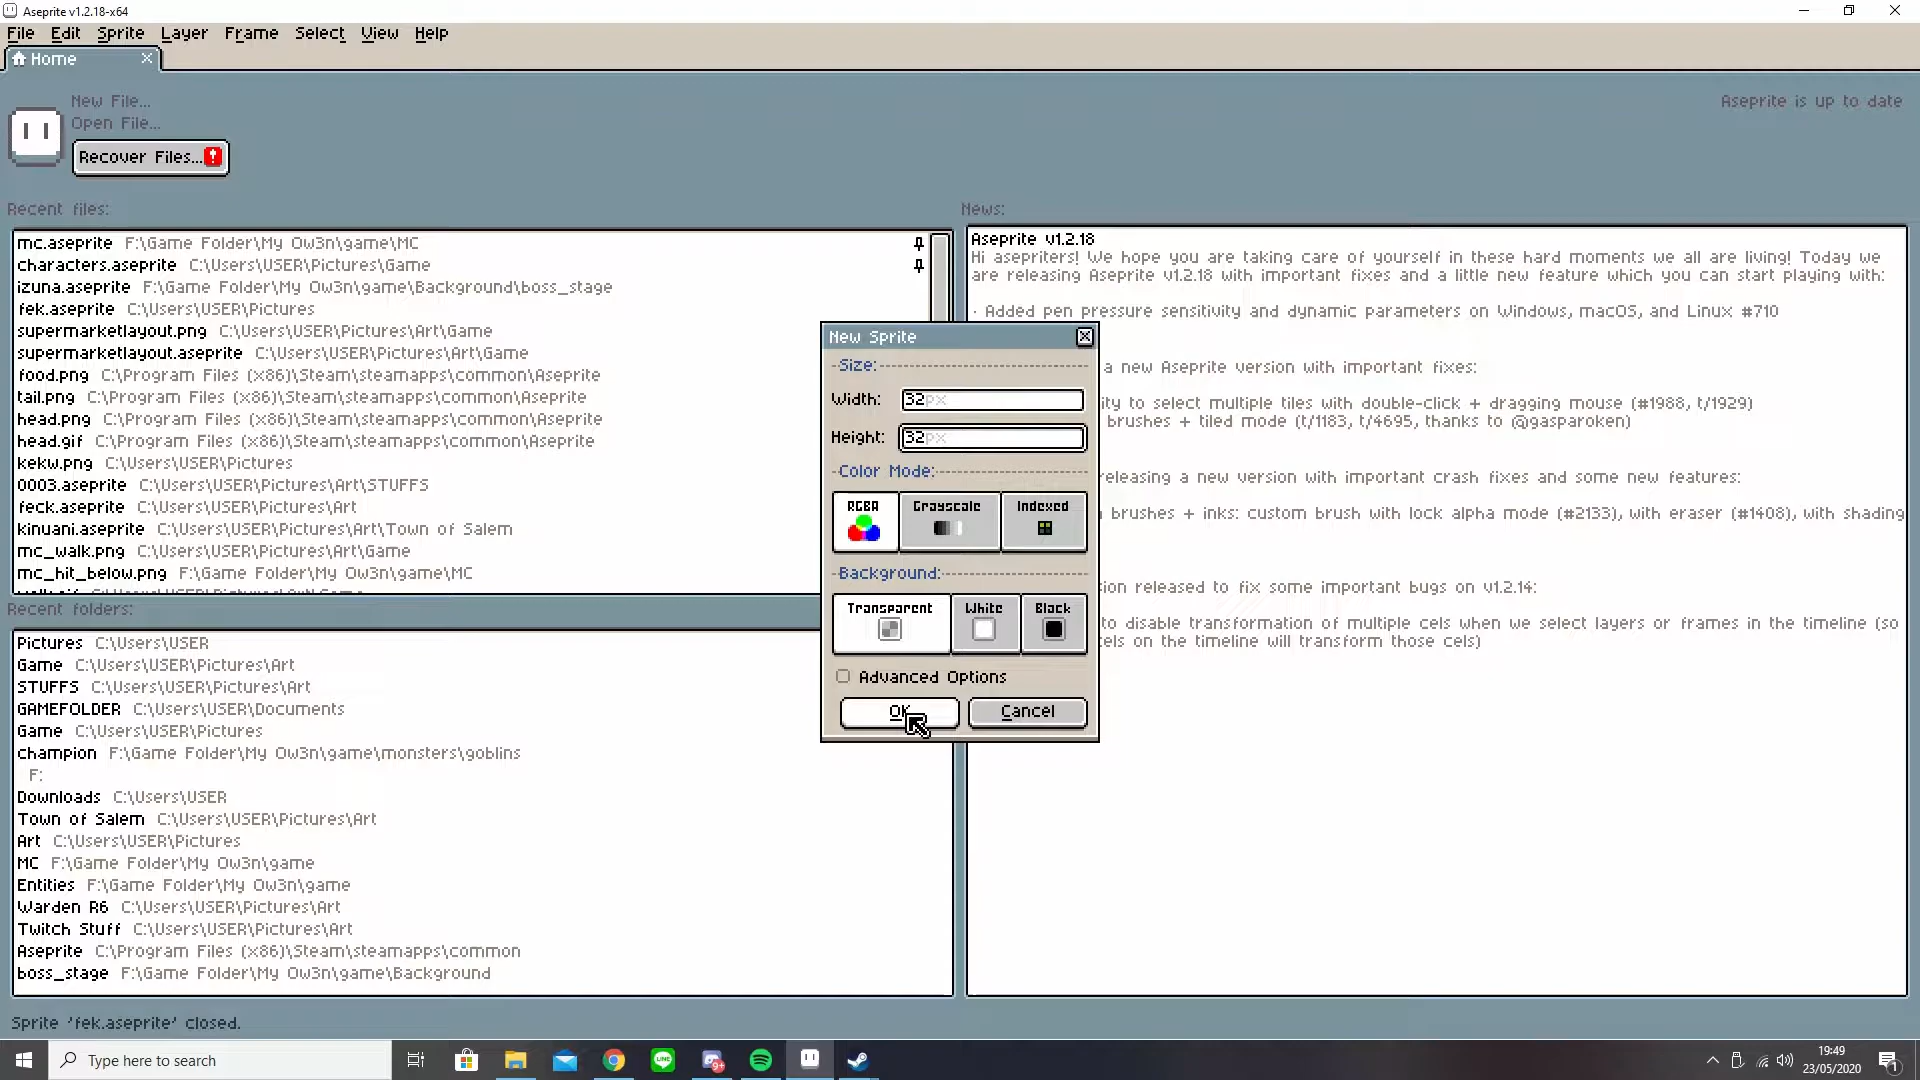 Aseprite v1.2.18-x64
File Edit Sprite Layer Frame Select View Help
Home
New File...
Open File...
Recover Files...
Aseprite is up to date
Recent files:
mc.aseprite F:\Game Folder\My Ow3n\game\MC
characters.aseprite C:\Users\USER\Pictures\Game
izuna.aseprite F:\Game Folder\My Ow3n\game\Background\boss_stage
fek.aseprite C:\Users\USER\Pictures
supermarketlayout.png C:\Users\USER\Pictures\Art\Game
supermarketlayout.aseprite C:\Users\USER\Pictures\Art\Game
food.png C:\Program Files (x86)\Steam\steamapps\common\Aseprite
tail.png C:\Program Files (x86)\Steam\steamapps\common\Aseprite
head.png C:\Program Files (x86)\Steam\steamapps\common\Aseprite
head.gif C:\Program Files (x86)\Steam\steamapps\common\Aseprite
kekw.png C:\Users\USER\Pictures
0003.aseprite C:\Users\USER\Pictures\Art\STUFFS
feck.aseprite C:\Users\USER\Pictures\Art
kinuani.aseprite C:\Users\USER\Pictures\Art\Town of Salem
mc_walk.png C:\Users\USER\Pictures\Art\Game
mc_hit_below.png F:\Game Folder\My Ow3n\game\MC
Recent folders:
Pictures C:\Users\USER
Game C:\Users\USER\Pictures\Art
STUFFS C:\Users\USER\Pictures\Art
GAMEFOLDER C:\Users\USER\Documents
Game C:\Users\USER\Pictures
champion F:\Game Folder\My Ow3n\game\monsters\goblins
F:
Downloads C:\Users\USER
Town of Salem C:\Users\USER\Pictures\Art
Art C:\Users\USER\Pictures
MC F:\Game Folder\My Ow3n\game
Entities F:\Game Folder\My Ow3n\game
Warden R6 C:\Users\USER\Pictures\Art
Twitch Stuff C:\Users\USER\Pictures\Art
Aseprite C:\Program Files (x86)\Steam\steamapps\common
boss_stage F:\Game Folder\My Ow3n\game\Background
News:
Aseprite v1.2.18
Hi asepriters! We hope you are taking care of yourself in these hard moments we all are living! Today we
are releasing Aseprite v1.2.18 with important fixes and a little new feature which you can start playing with:
· Added pen pressure sensitivity and dynamic parameters on Windows, macOS, and Linux #710
a new Aseprite version with important fixes:
ity to select multiple tiles with double-click + dragging mouse (#1988, t/1929)
brushes + tiled mode (t/1183, t/4695, thanks to @gasparoken)
eleasing a new version with important crash fixes and some new features:
brushes + inks: custom brush with lock alpha mode (#2133), with eraser (#1408), with shading
ion released to fix some important bugs on v1.2.14:
to disable transformation of multiple cels when we select layers or frames in the timeline (so
els on the timeline will transform those cels)
New Sprite
Size:
Width: 32px
Height: 32px
Color Mode:
RGBA Grayscale Indexed
Background:
Transparent White Black
Advanced Options
OK Cancel
Sprite 'fek.aseprite' closed.
Type here to search
9+
19:49
23/05/2020
1